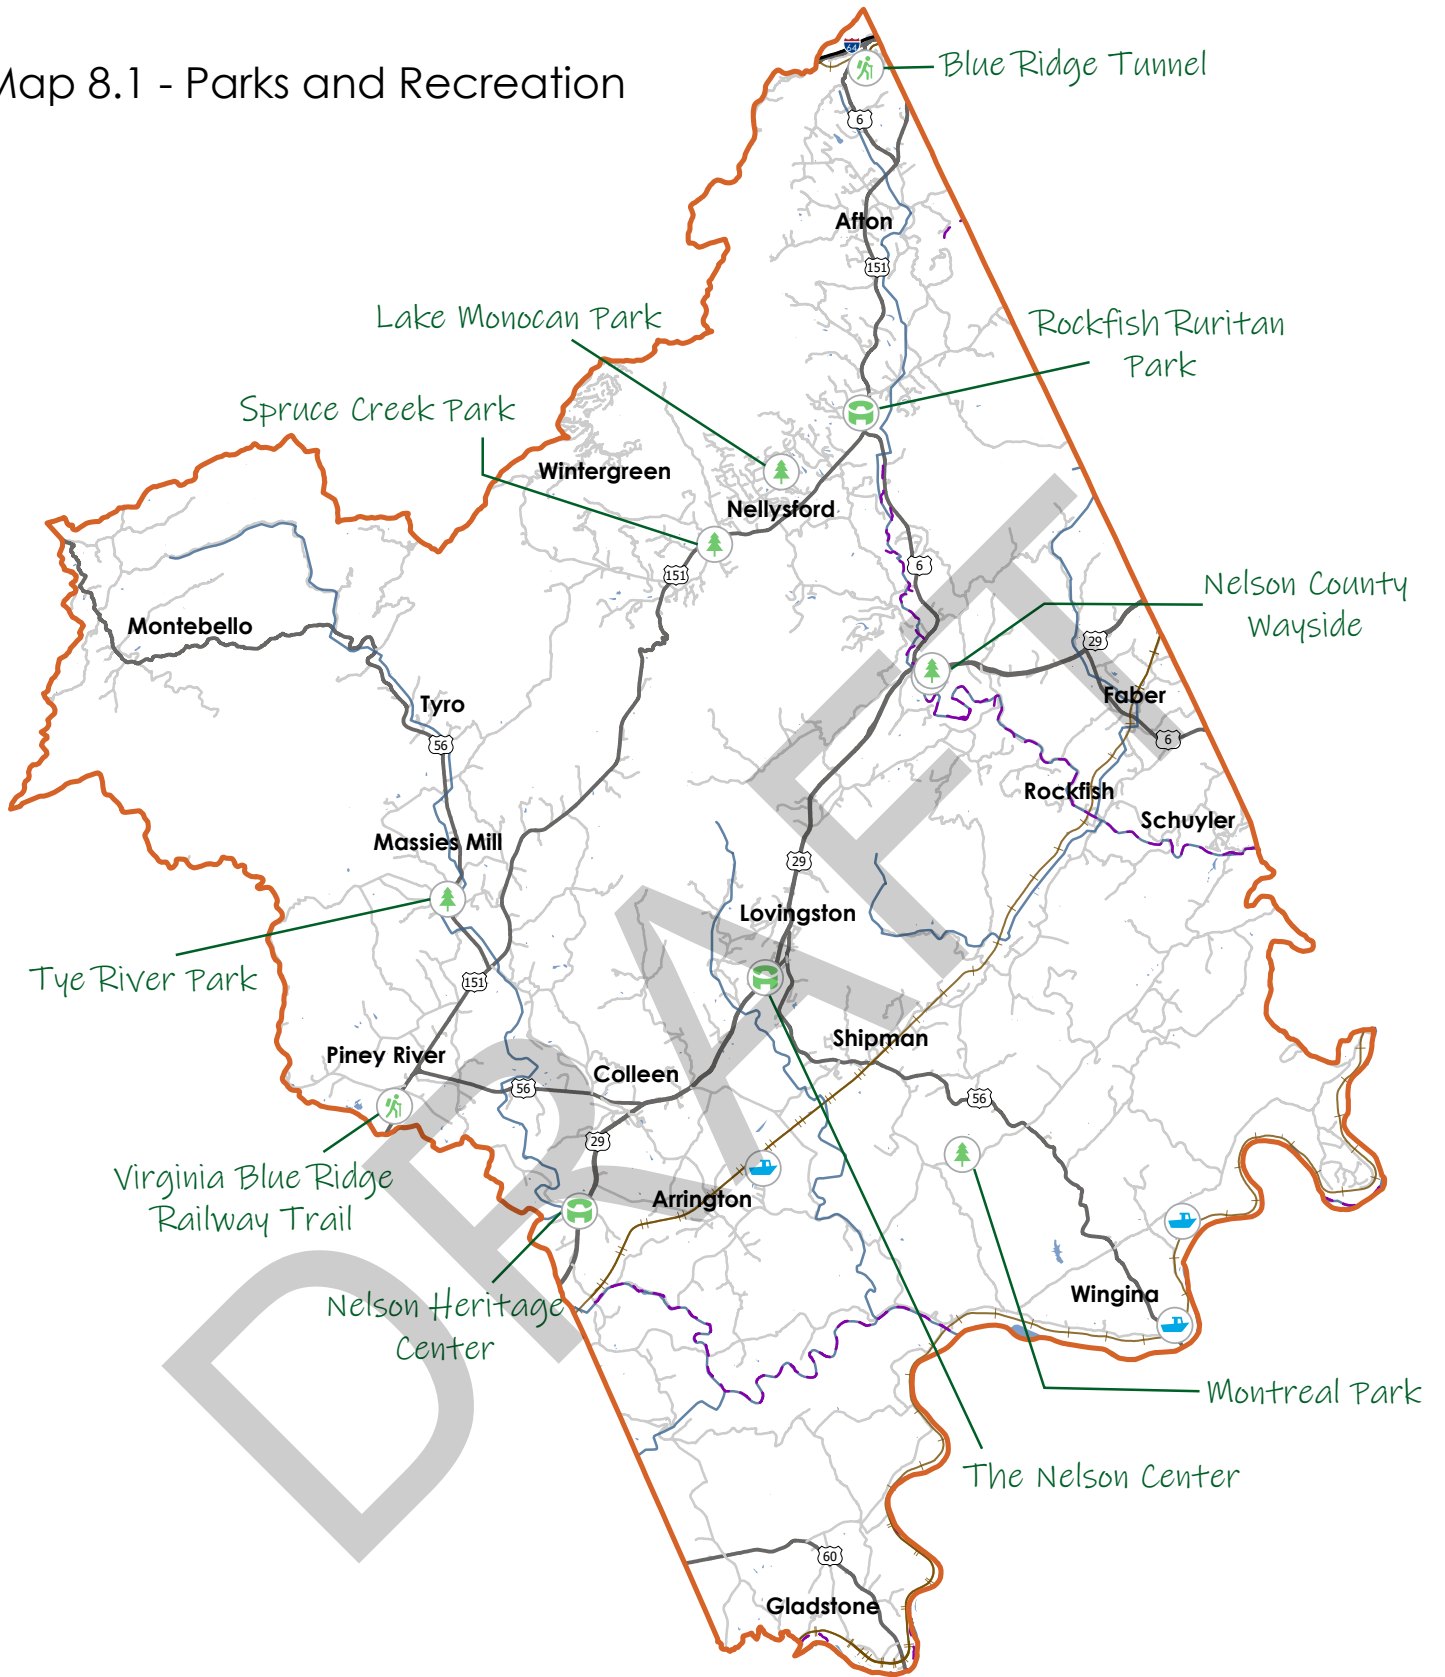 Map 8.1 - Parks and Recreation
64
Blue Ridge Tunnel
6
Afton
151
Lake Monocan Park
Rockfish Ruritan
Park
Spruce Creek Park
Wintergreen
Nellysford
151
6
Nelson County
Wayside
Montebello
29
Tyro
Faber
56
6
Rockfish
Schuyler
Massies Mill
29
Lovingston
Tye River Park
151
Shipman
Piney River
Colleen
56
56
29
Virginia Blue Ridge
Railway Trail
Arrington
Wingina
Nelson Heritage
Center
Montreal Park
The Nelson Center
60
Gladstone
DRAFT